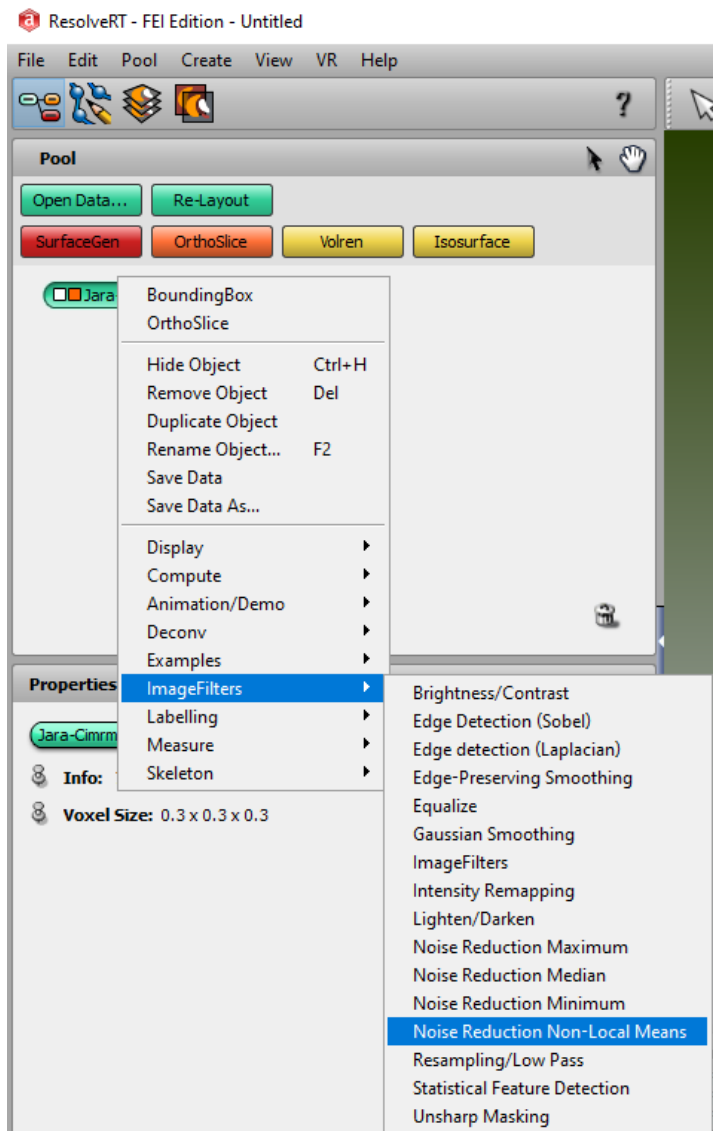 ResolveRT - FEI Edition - Untitled
File Edit Pool Create View VR Help
?
Pool
Open Data... Re-Layout
SurfaceGen OrthoSlice Volren Isosurface
Jara-
BoundingBox
OrthoSlice
Hide Object Ctrl+H
Remove Object Del
Duplicate Object
Rename Object... F2
Save Data
Save Data As...
Display
Compute
Animation/Demo
Deconv
Examples
ImageFilters
Labelling
Measure
Skeleton
Properties
Jara-Cimrm
Info:
Voxel Size: 0.3 x 0.3 x 0.3
Brightness/Contrast
Edge Detection (Sobel)
Edge detection (Laplacian)
Edge-Preserving Smoothing
Equalize
Gaussian Smoothing
ImageFilters
Intensity Remapping
Lighten/Darken
Noise Reduction Maximum
Noise Reduction Median
Noise Reduction Minimum
Noise Reduction Non-Local Means
Resampling/Low Pass
Statistical Feature Detection
Unsharp Masking